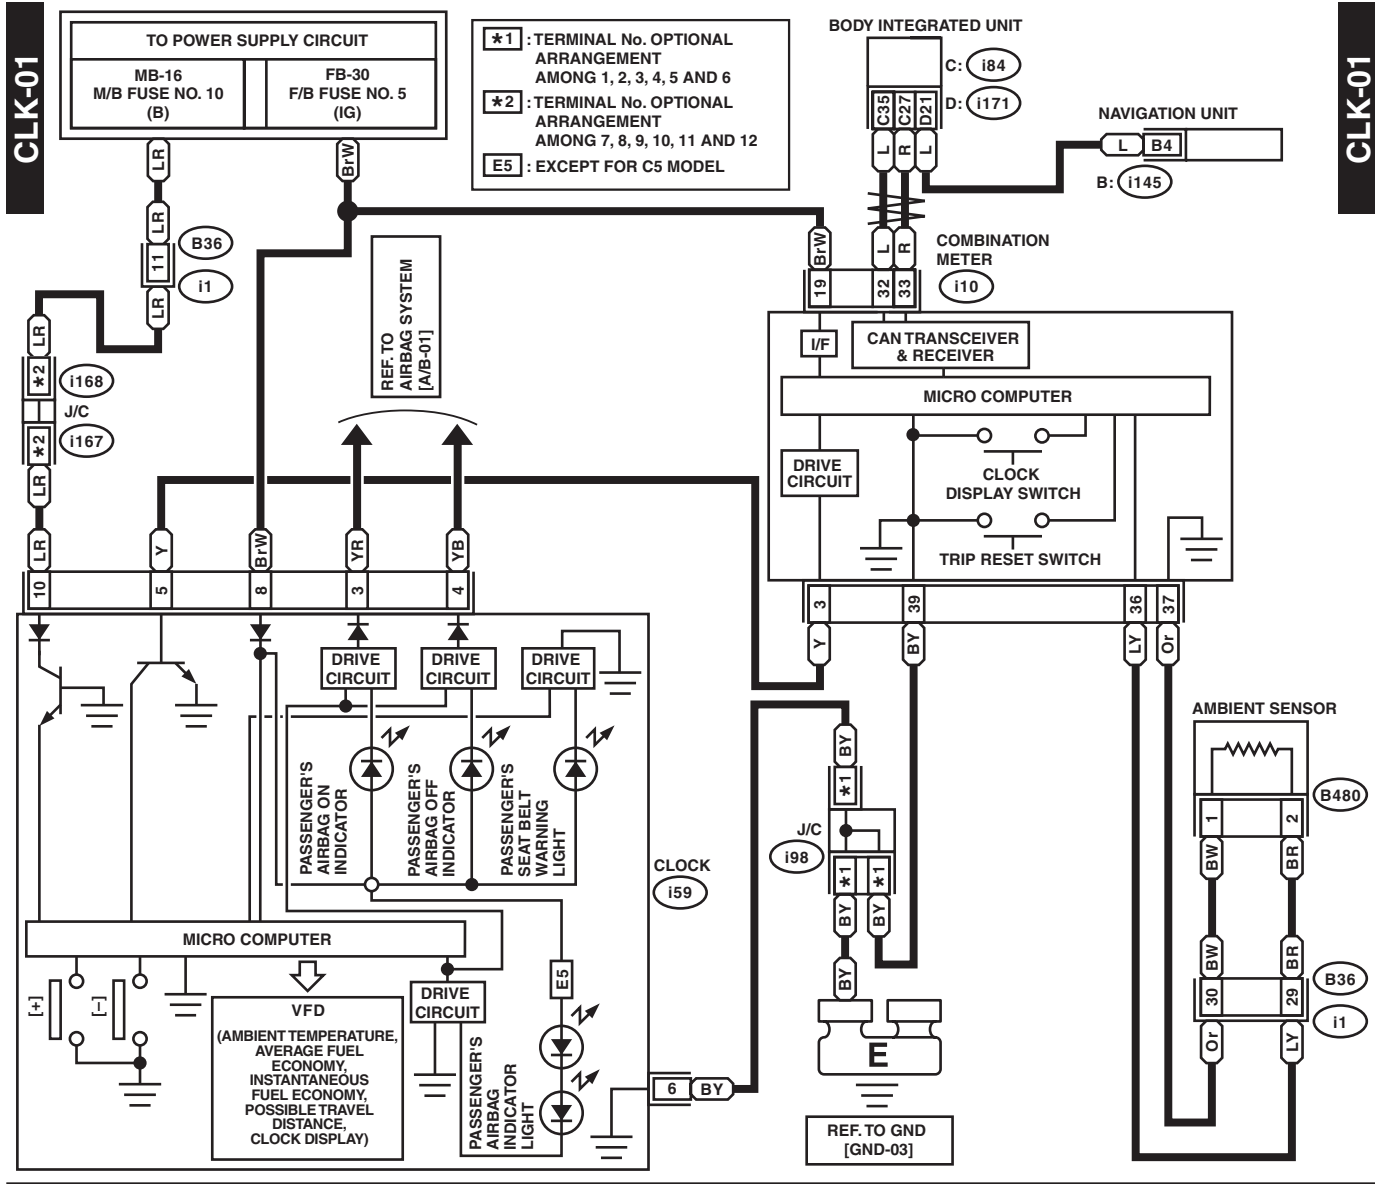 CLK-01
CLK-01
TO POWER SUPPLY CIRCUIT
MB-16
M/B FUSE NO. 10
(B)
FB-30
F/B FUSE NO. 5
(IG)
*1 : TERMINAL No. OPTIONAL
ARRANGEMENT
AMONG 1, 2, 3, 4, 5 AND 6
*2 : TERMINAL No. OPTIONAL
ARRANGEMENT
AMONG 7, 8, 9, 10, 11 AND 12
E5 : EXCEPT FOR C5 MODEL
BODY INTEGRATED UNIT
C: i84
D: i171
C35
C27
D21
L
R
L
NAVIGATION UNIT
L
B4
B: i145
LR
BrW
LR
11
B36
i1
LR
LR
*2
i168
J/C
*2
i167
LR
REF. TO
AIRBAG SYSTEM
[A/B-01]
BrW
L
R
COMBINATION
METER
i10
19
32
33
I/F
CAN TRANSCEIVER
& RECEIVER
MICRO COMPUTER
DRIVE
CIRCUIT
CLOCK
DISPLAY SWITCH
TRIP RESET SWITCH
3
39
36
37
Y
BY
LY
Or
LR
Y
BrW
YR
YB
10
5
8
3
4
DRIVE
CIRCUIT
DRIVE
CIRCUIT
DRIVE
CIRCUIT
PASSENGER'S
AIRBAG ON
INDICATOR
PASSENGER'S
AIRBAG OFF
INDICATOR
PASSENGER'S
SEAT BELT
WARNING
LIGHT
CLOCK
i59
MICRO COMPUTER
[+]
[–]
VFD
(AMBIENT TEMPERATURE,
AVERAGE FUEL
ECONOMY,
INSTANTANEOUS
FUEL ECONOMY,
POSSIBLE TRAVEL
DISTANCE,
CLOCK DISPLAY)
DRIVE
CIRCUIT
E5
PASSENGER'S
AIRBAG
INDICATOR
LIGHT
6
BY
BY
*1
J/C
i98
*1
*1
BY
BY
BY
E
REF. TO GND
[GND-03]
AMBIENT SENSOR
B480
1
2
BW
BR
BW
BR
30
29
B36
i1
Or
LY